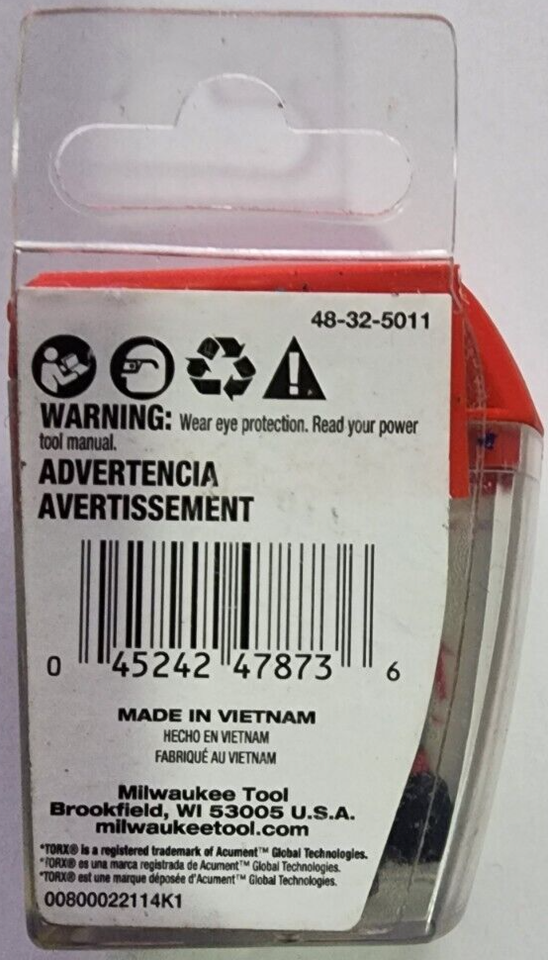 48-32-5011
WARNING: Wear eye protection. Read your power
tool manual.
ADVERTENCIA
AVERTISSEMENT
0 45242 47873 6
MADE IN VIETNAM
HECHO EN VIETNAM
FABRIQUÉ AU VIETNAM
Milwaukee Tool
Brookfield, WI 53005 U.S.A.
milwaukeetool.com
*TORX® is a registered trademark of Acument™ Global Technologies.
*TORX® es una marca registrada de Acument™ Global Technologies.
*TORX® est une marque déposée d'Acument™ Global Technologies.
00800022114K1